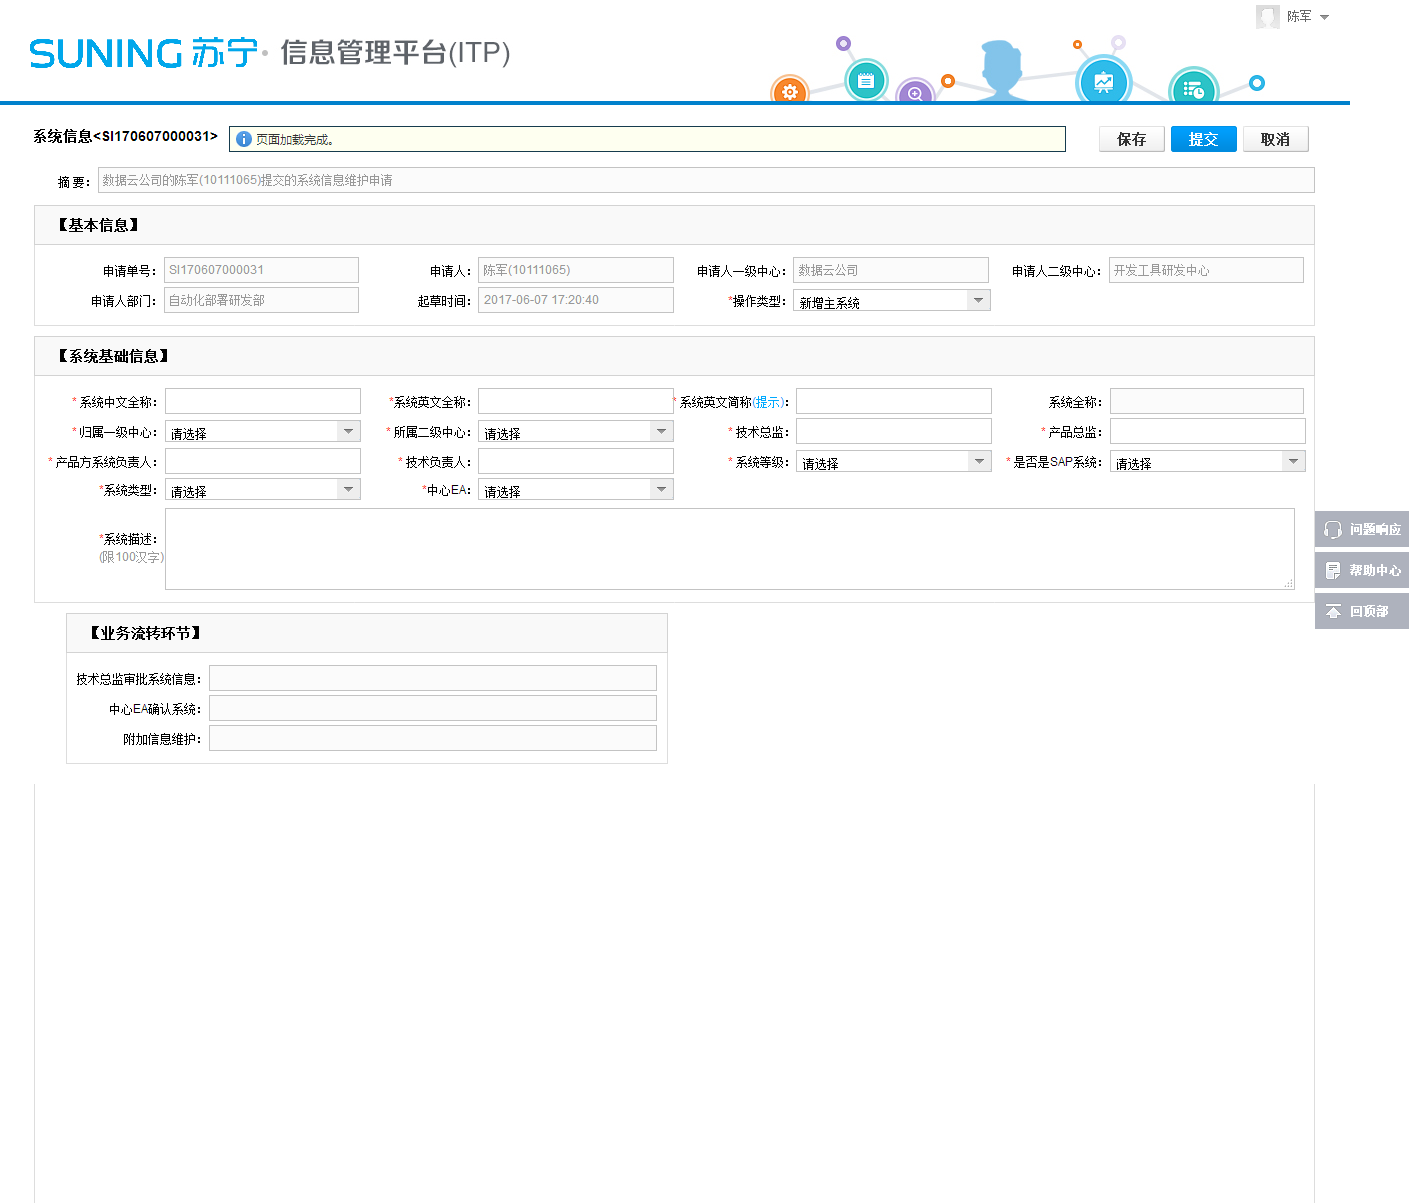 陈军
SUNING 苏宁 · 信息管理平台(ITP)
系统信息<SI170607000031> 页面加载完成。 保存 提交 取消
摘 要: 数据云公司的陈军(10111065)提交的系统信息维护申请
【基本信息】
申请单号: SI170607000031 申请人: 陈军(10111065) 申请人一级中心: 数据云公司 申请人二级中心: 开发工具研发中心
申请人部门: 自动化部署研发部 起草时间: 2017-06-07 17:20:40 *操作类型: 新增主系统
【系统基础信息】
* 系统中文全称: *系统英文全称: * 系统英文简称(提示): 系统全称:
* 归属一级中心: 请选择 * 所属二级中心: 请选择 * 技术总监: * 产品总监:
* 产品方系统负责人: * 技术负责人: * 系统等级: 请选择 * 是否是SAP系统: 请选择
*系统类型: 请选择 *中心EA: 请选择
*系统描述:
(限100汉字)
问题响应
帮助中心
回顶部
【业务流转环节】
技术总监审批系统信息:
中心EA确认系统:
附加信息维护: